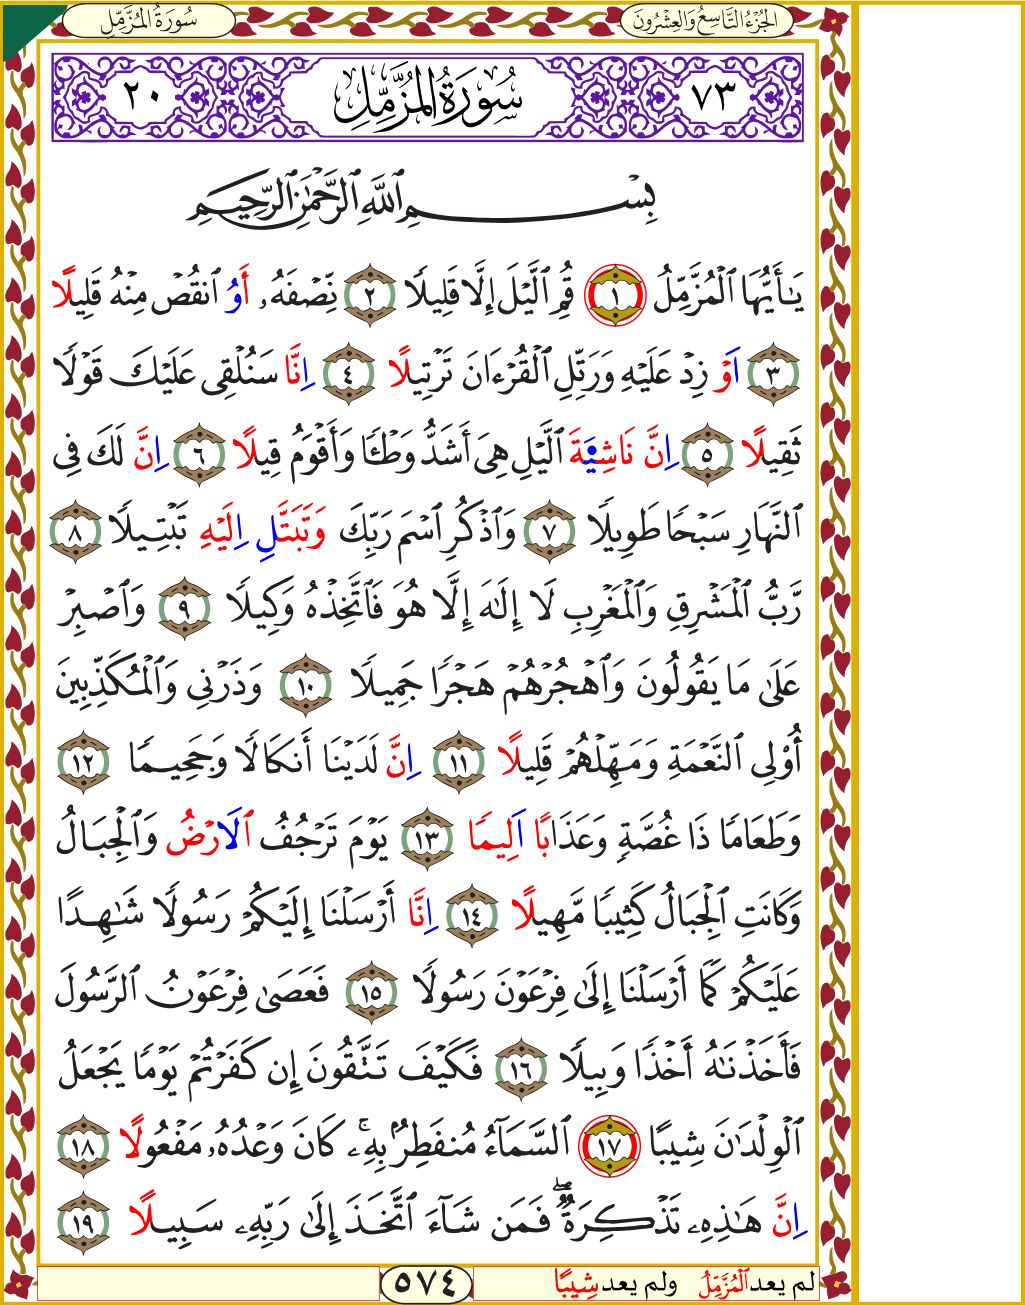 الجُزْءُ التَّاسِعُ وَالعِشْرُونَ
سُورَةُ المُزَّمِّل
٧٣
سُورَةُ المُزَّمِّلِ
٢٠
بِسْمِ ٱللَّهِ ٱلرَّحْمَٰنِ ٱلرَّحِيمِ
يَـٰٓأَيُّهَا ٱلْمُزَّمِّلُ ١ قُمِ ٱلَّيْلَ إِلَّا قَلِيلًا ٢ نِّصْفَهُۥٓ أَوُ ٱنقُصْ مِنْهُ قَلِيلًا
٣ اَوْ زِدْ عَلَيْهِ وَرَتِّلِ ٱلْقُرْءَانَ تَرْتِيلًا ٤ اِنَّا سَنُلْقِى عَلَيْكَ قَوْلًا
ثَقِيلًا ٥ اِنَّ نَاشِيَةَ ٱلَّيْلِ هِىَ أَشَدُّ وَطْـًٔا وَأَقْوَمُ قِيلًا ٦ اِنَّ لَكَ فِى
ٱلنَّهَارِ سَبْحًا طَوِيلًا ٧ وَٱذْكُرِ ٱسْمَ رَبِّكَ وَتَبَتَّلِ اِلَيْهِ تَبْتِيلًا ٨
رَّبُّ ٱلْمَشْرِقِ وَٱلْمَغْرِبِ لَا إِلَـٰهَ إِلَّا هُوَ فَٱتَّخِذْهُ وَكِيلًا ٩ وَٱصْبِرْ
عَلَىٰ مَا يَقُولُونَ وَٱهْجُرْهُمْ هَجْرًا جَمِيلًا ١٠ وَذَرْنِى وَٱلْمُكَذِّبِينَ
أُوْلِى ٱلنَّعْمَةِ وَمَهِّلْهُمْ قَلِيلًا ١١ اِنَّ لَدَيْنَا أَنكَالًا وَجَحِيمًا ١٢
وَطَعَامًا ذَا غُصَّةٍ وَعَذَابًا اَلِيمًا ١٣ يَوْمَ تَرْجُفُ ٱلَارْضُ وَٱلْجِبَالُ
وَكَانَتِ ٱلْجِبَالُ كَثِيبًا مَّهِيلًا ١٤ اِنَّا أَرْسَلْنَا إِلَيْكُمْ رَسُولًا شَـٰهِدًا
عَلَيْكُمْ كَمَا أَرْسَلْنَا إِلَىٰ فِرْعَوْنَ رَسُولًا ١٥ فَعَصَىٰ فِرْعَوْنُ ٱلرَّسُولَ
فَأَخَذْنَـٰهُ أَخْذًا وَبِيلًا ١٦ فَكَيْفَ تَتَّقُونَ إِن كَفَرْتُمْ يَوْمًا يَجْعَلُ
ٱلْوِلْدَٰنَ شِيبًا ١٧ ٱلسَّمَآءُ مُنفَطِرٌۢ بِهِۦ ۚ كَانَ وَعْدُهُۥ مَفْعُولًا ١٨
اِنَّ هَـٰذِهِۦ تَذْكِرَةٌ ۖ فَمَن شَآءَ ٱتَّخَذَ إِلَىٰ رَبِّهِۦ سَبِيلًا ١٩
لم يعد ٱلْمُزَّمِّلُ ولم يعد شِيبًا
٥٧٤